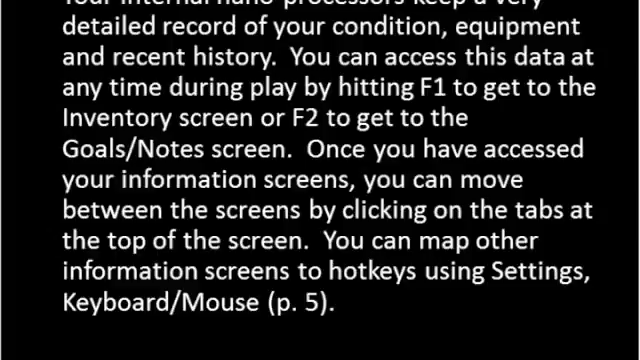 Your internal nano-processors keep a very
detailed record of your condition, equipment
and recent history.  You can access this data at
any time during play by hitting F1 to get to the
Inventory screen or F2 to get to the
Goals/Notes screen.  Once you have accessed
your information screens, you can move
between the screens by clicking on the tabs at
the top of the screen.  You can map other
information screens to hotkeys using Settings,
Keyboard/Mouse (p. 5).